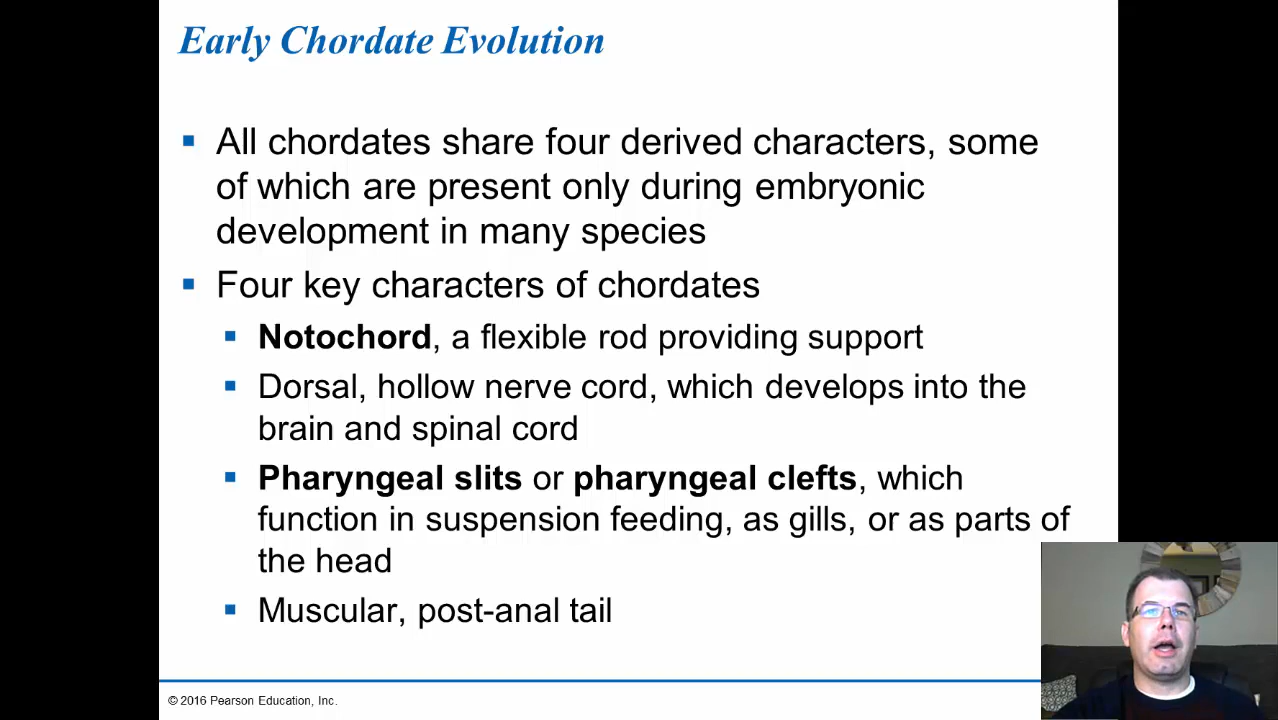 Early Chordate Evolution
▪ All chordates share four derived characters, some
of which are present only during embryonic
development in many species
▪ Four key characters of chordates
▪ Notochord, a flexible rod providing support
▪ Dorsal, hollow nerve cord, which develops into the
brain and spinal cord
▪ Pharyngeal slits or pharyngeal clefts, which
function in suspension feeding, as gills, or as parts of
the head
▪ Muscular, post-anal tail
© 2016 Pearson Education, Inc.